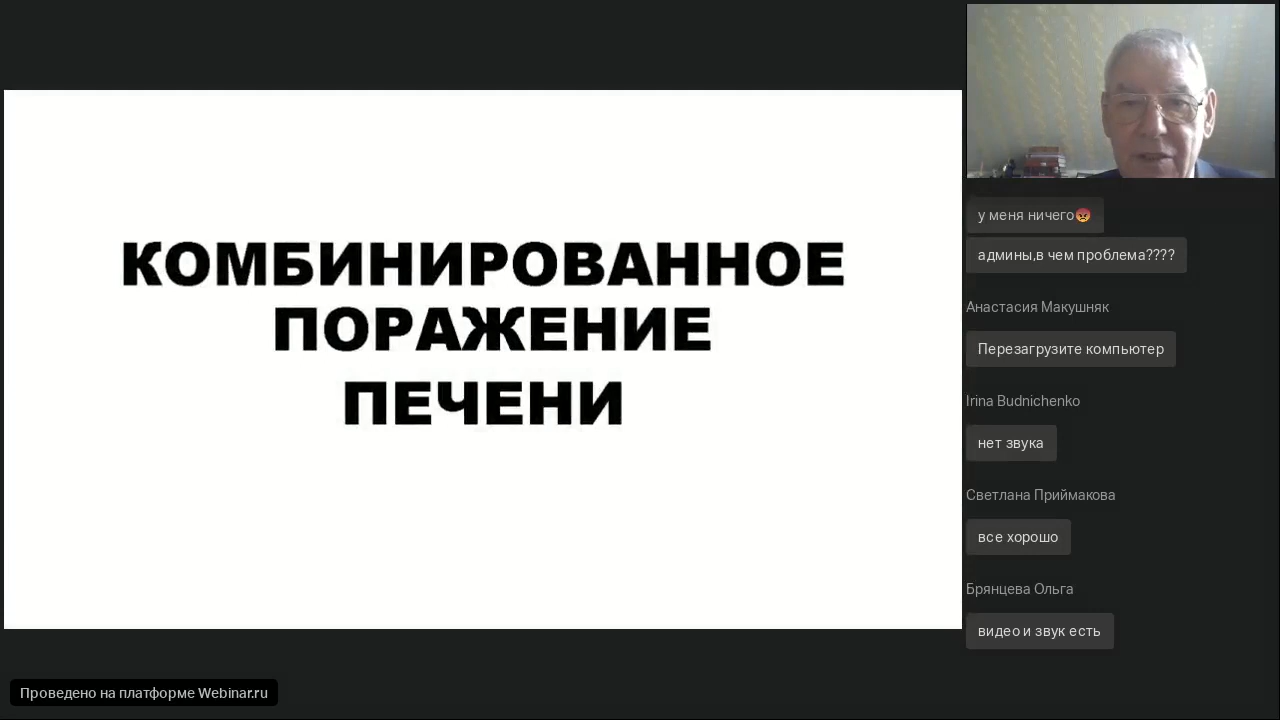 КОМБИНИРОВАННОЕ
ПОРАЖЕНИЕ
ПЕЧЕНИ
у меня ничего😡
админы,в чем проблема????
Анастасия Макушняк
Перезагрузите компьютер
Irina Budnichenko
нет звука
Светлана Приймакова
все хорошо
Брянцева Ольга
видео и звук есть
Проведено на платформе Webinar.ru